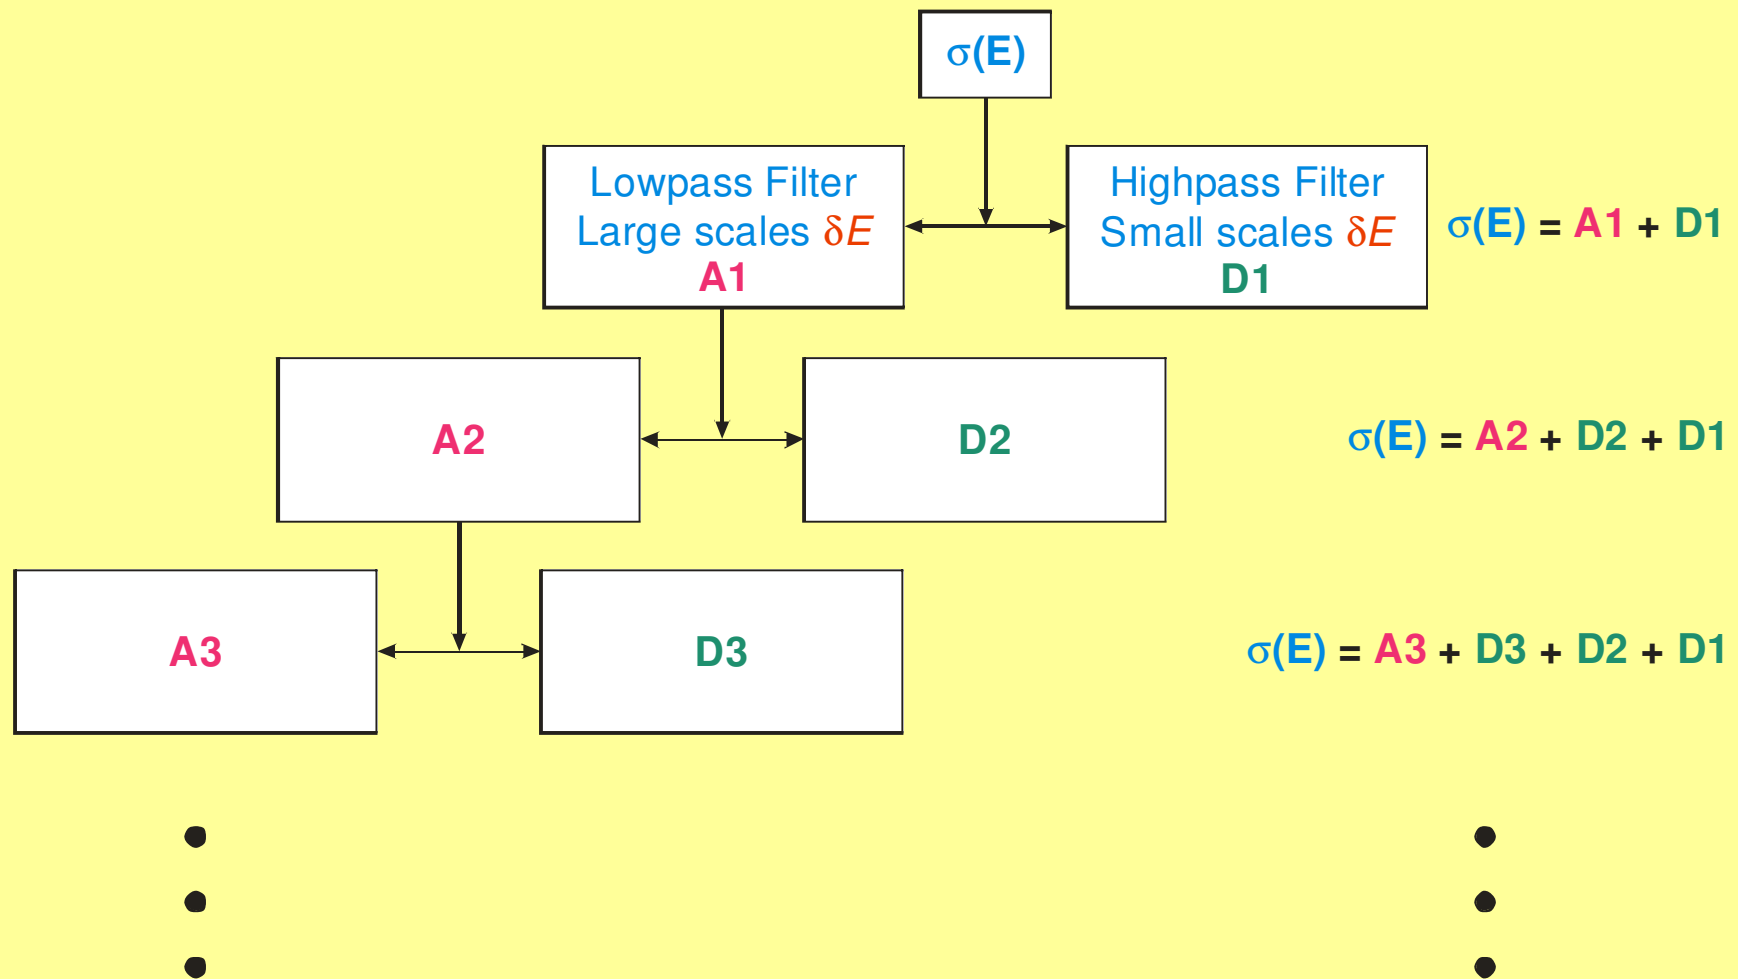 σ(E)
Lowpass Filter
Large scales δE
A1
Highpass Filter
Small scales δE
D1
σ(E) = A1 + D1
A2
D2
σ(E) = A2 + D2 + D1
A3
D3
σ(E) = A3 + D3 + D2 + D1